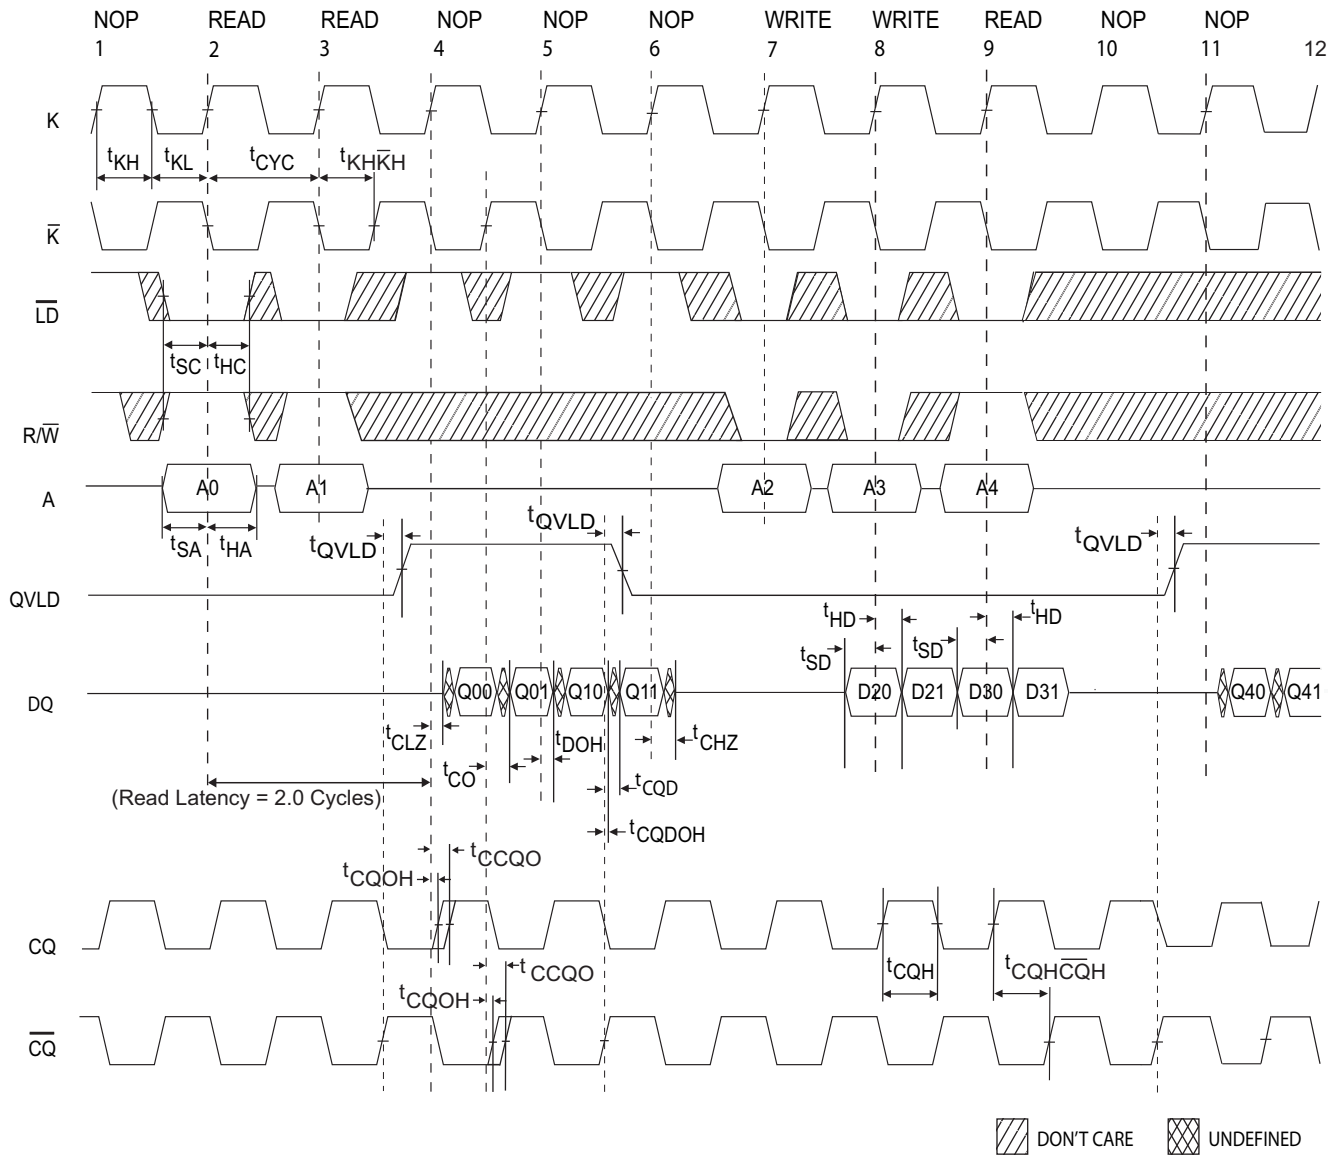 NOP READ READ NOP NOP NOP WRITE WRITE READ NOP NOP
1 2 3 4 5 6 7 8 9 10 11 12
K
tKH tKL tCYC tKHK̅H
K̅
L̅D̅
tSC tHC
R/W̅
A A0 A1 A2 A3 A4
tSA tHA tQVLD tQVLD tQVLD
QVLD
tHD tHD
tSD tSD
DQ Q00 Q01 Q10 Q11 D20 D21 D30 D31 Q40 Q41
tCLZ tDOH tCHZ
tCO tCQD
(Read Latency = 2.0 Cycles)
tCQDOH
tCCQO
tCQOH
CQ
tCQH tCQHC̅Q̅H
tCCQO
tCQOH
C̅Q̅
DON'T CARE UNDEFINED